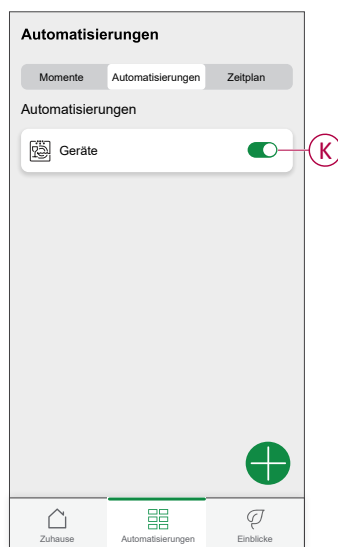 Automatisierungen
Momente Automatisierungen Zeitplan
Automatisierungen
Geräte
K
Zuhause Automatisierungen Einblicke